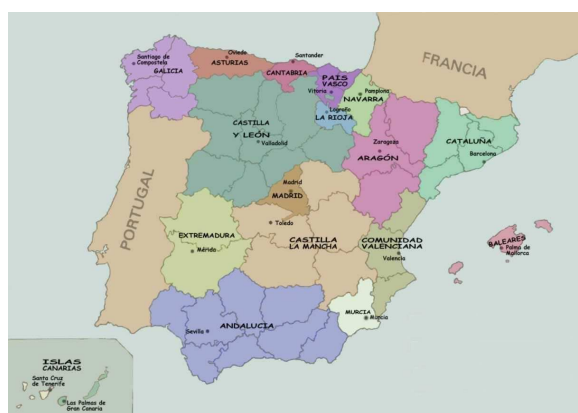 Oviedo
Santander
Santiago de
Compostela
ASTURIAS
FRANCIA
GALICIA
CANTABRIA
PAÍS
VASCO
Vitoria
Pamplona
NAVARRA
Logroño
LA RIOJA
CASTILLA
Y LEÓN
Valladolid
CATALUÑA
Zaragoza
Barcelona
ARAGÓN
Madrid
MADRID
PORTUGAL
Toledo
EXTREMADURA
CASTILLA
LA MANCHA
COMUNIDAD
VALENCIANA
Mérida
Valencia
BALEARES
Palma de
Mallorca
MURCIA
Murcia
Sevilla
ANDALUCIA
ISLAS
CANARIAS
Santa Cruz
de Tenerife
Las Palmas de
Gran Canaria